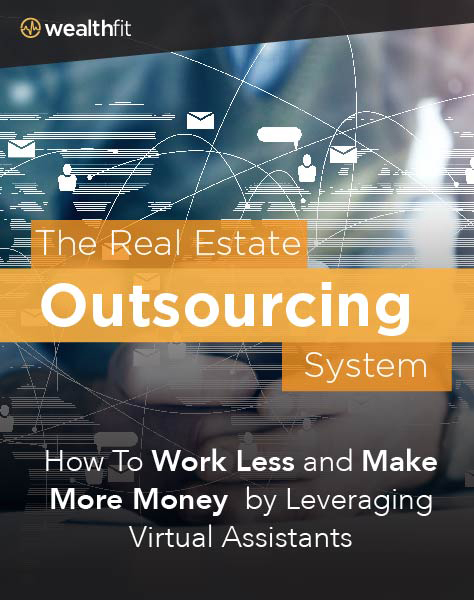 wealthfit
The Real Estate
Outsourcing
System
How To Work Less and Make
More Money by Leveraging
Virtual Assistants